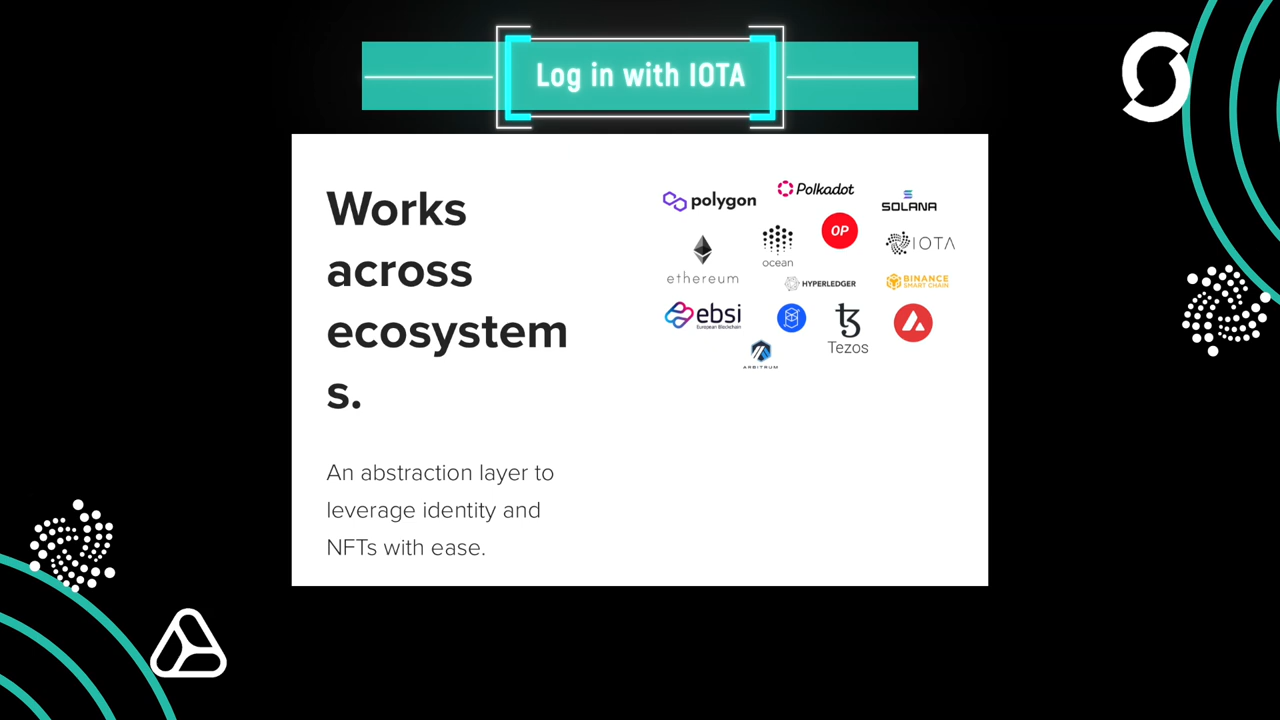 Log in with IOTA
Works
across
ecosystem
s.
An abstraction layer to
leverage identity and
NFTs with ease.
polygon
Polkadot
SOLANA
OP
ethereum
ocean
IOTA
HYPERLEDGER
BINANCE
SMART CHAIN
ebsi
European Blockchain
Tezos
ARBITRUM